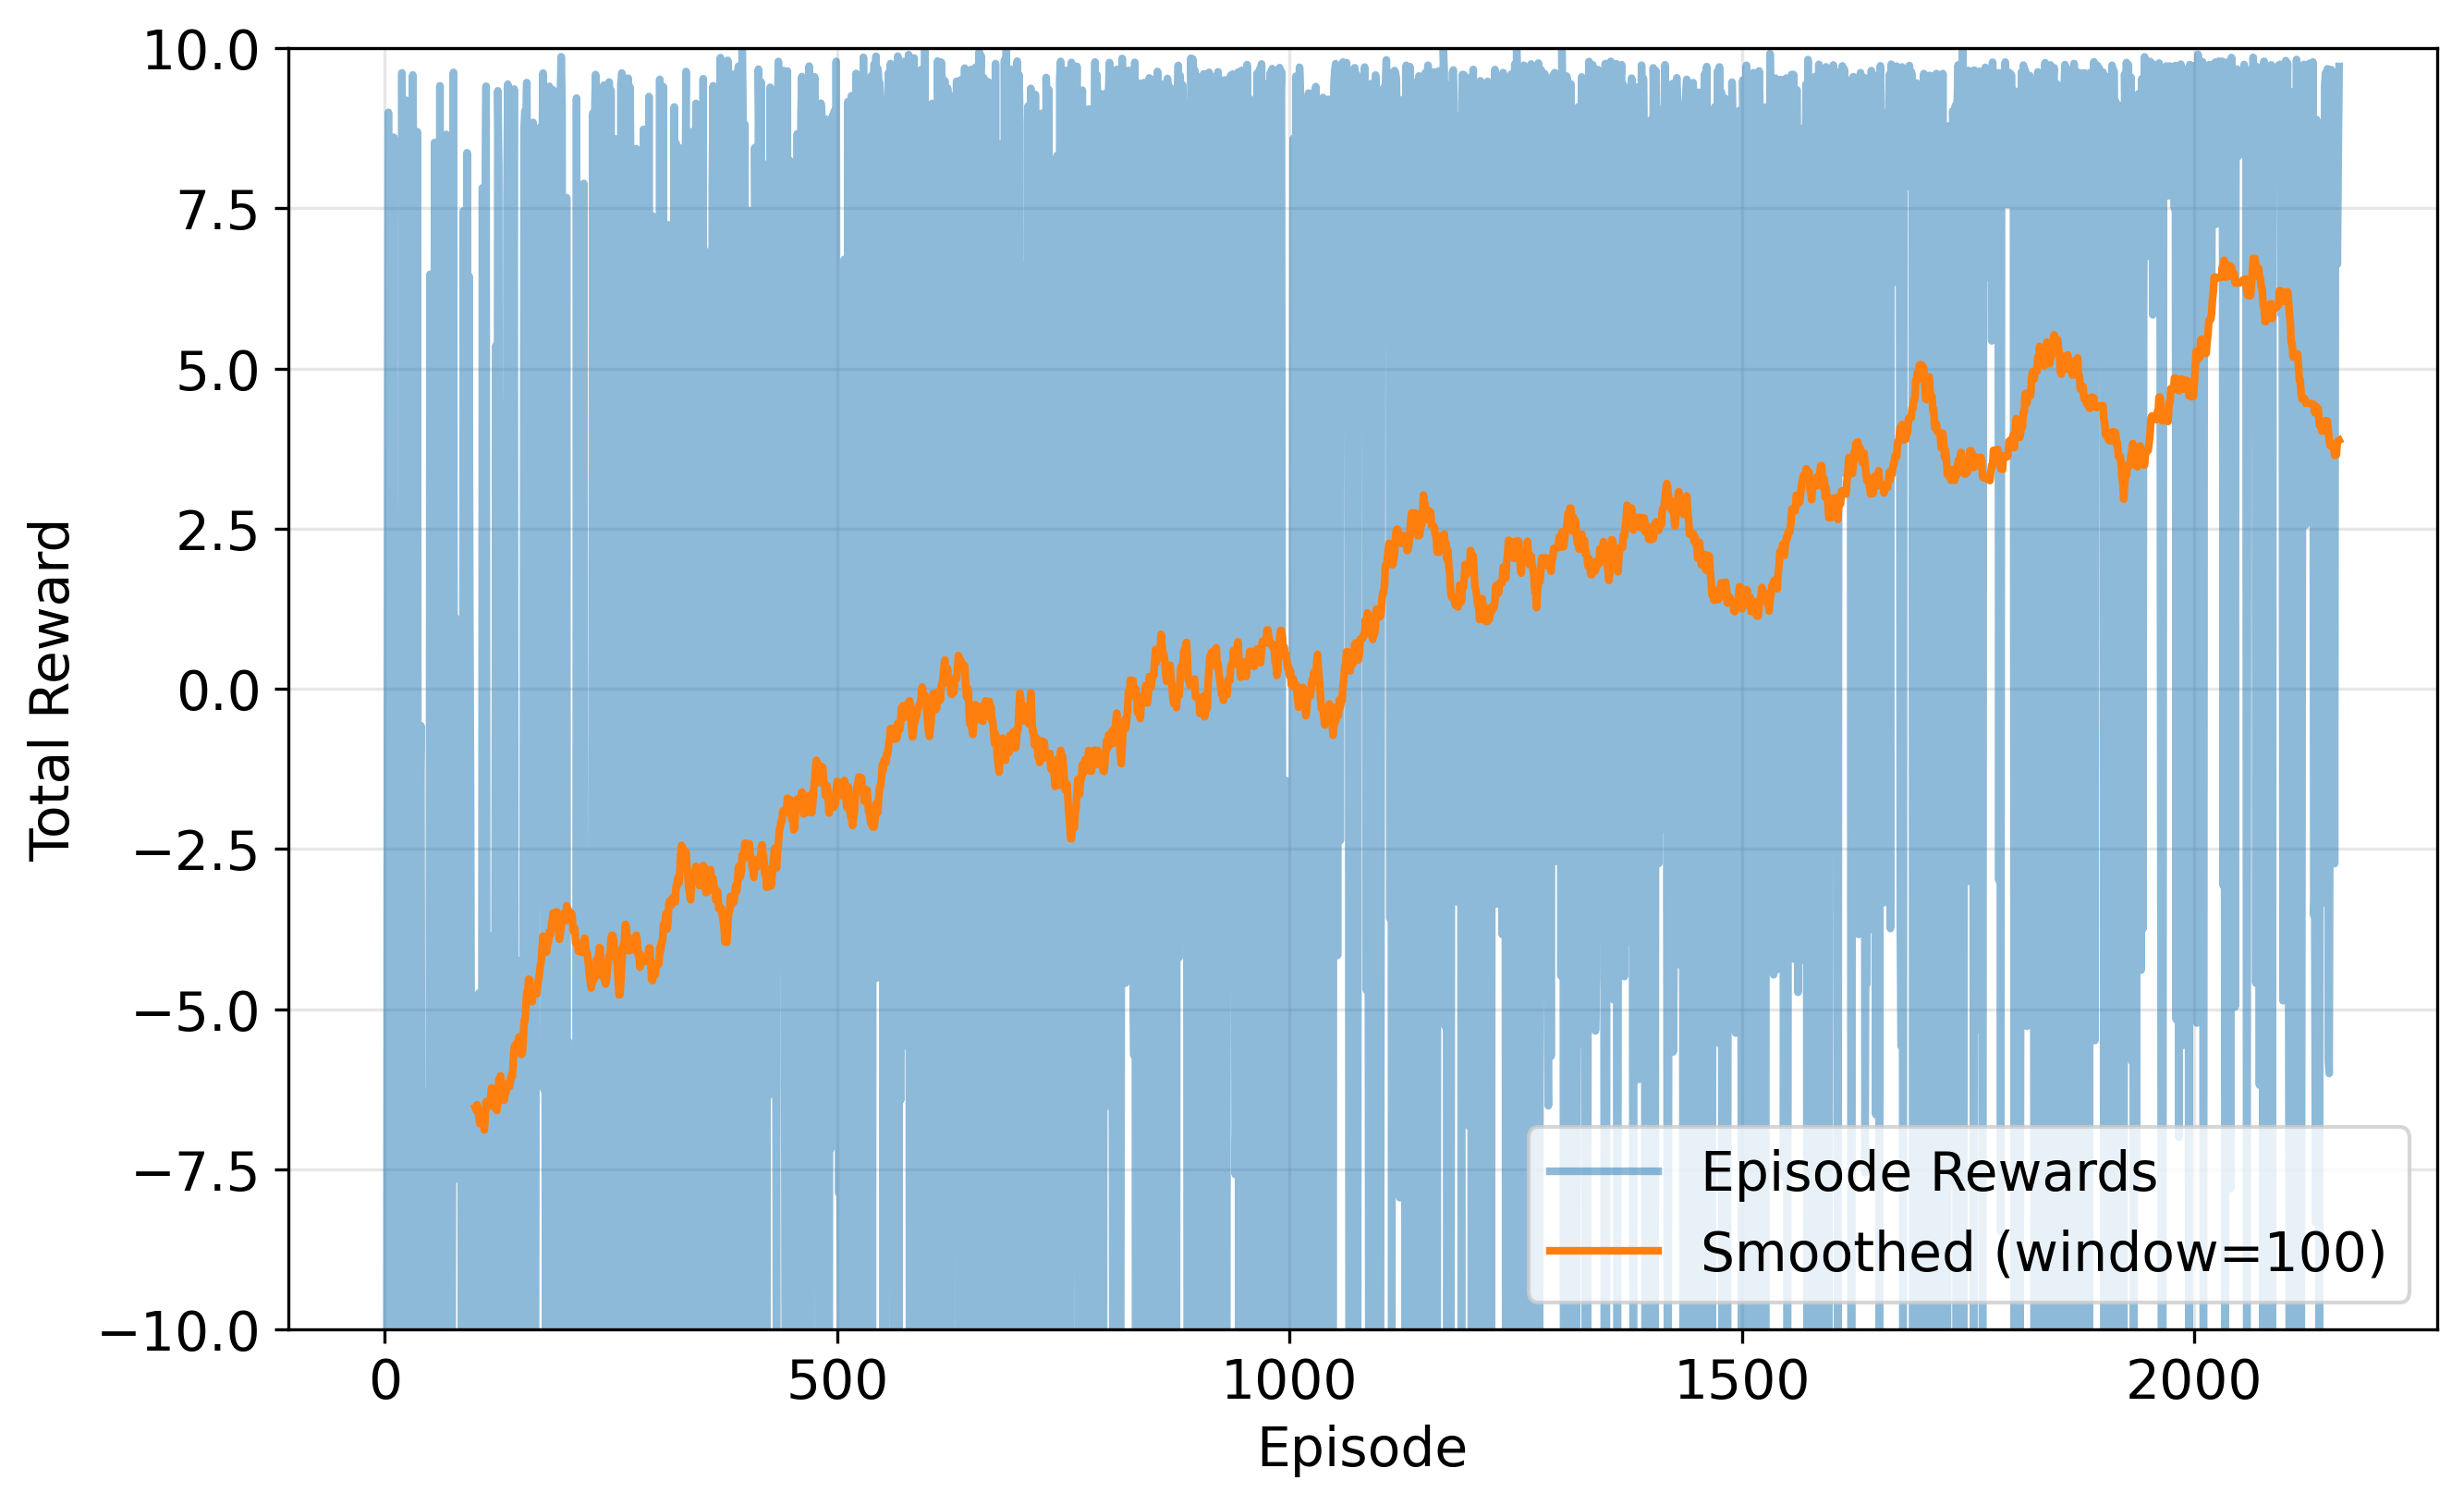 10.0
7.5
5.0
2.5
0.0
−2.5
−5.0
−7.5
−10.0
Total Reward
0 500 1000 1500 2000
Episode
Episode Rewards
Smoothed (window=100)